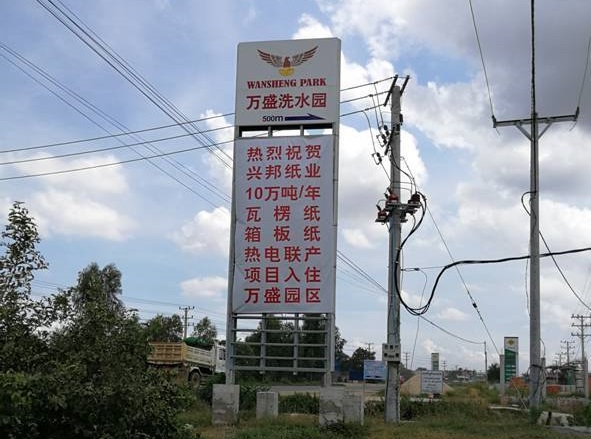 WANSHENG PARK
万盛洗水园
500m
热烈祝贺
兴邦纸业
10万吨/年
瓦楞纸
箱板纸
热电联产
项目入住
万盛园区